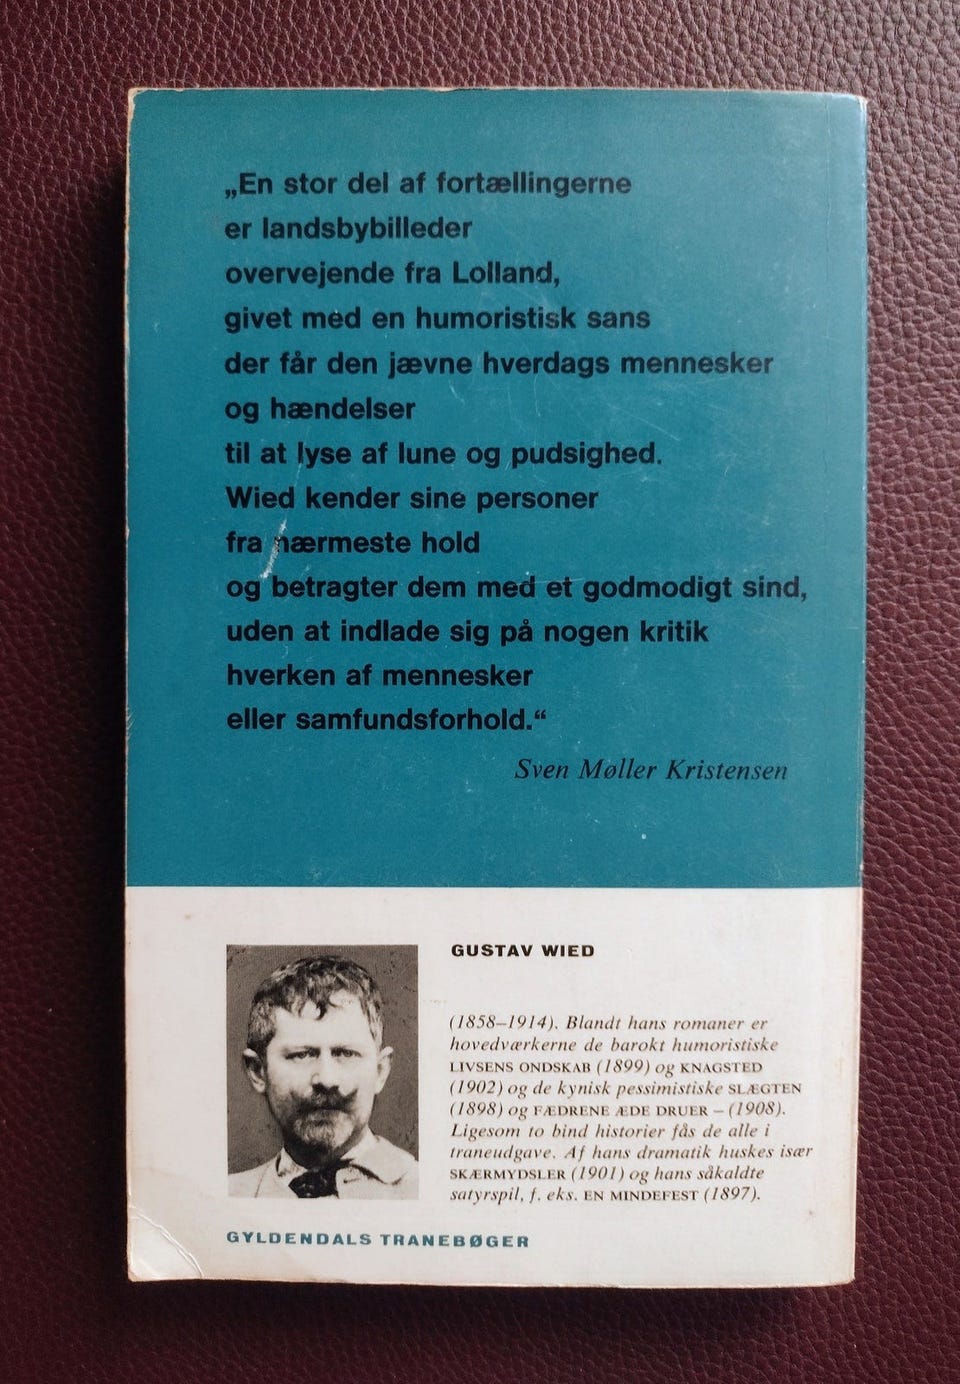 „En stor del af fortællingerne
er landsbybilleder
overvejende fra Lolland,
givet med en humoristisk sans
der får den jævne hverdags mennesker
og hændelser
til at lyse af lune og pudsighed.
Wied kender sine personer
fra nærmeste hold
og betragter dem med et godmodigt sind,
uden at indlade sig på nogen kritik
hverken af mennesker
eller samfundsforhold.“
Sven Møller Kristensen
GUSTAV WIED
(1858–1914). Blandt hans romaner er
hovedværkerne de barokt humoristiske
LIVSENS ONDSKAB (1899) og KNAGSTED
(1902) og de kynisk pessimistiske SLÆGTEN
(1898) og FÆDRENE ÆDE DRUER – (1908).
Ligesom to bind historier fås de alle i
traneudgave. Af hans dramatik huskes især
SKÆRMYDSLER (1901) og hans såkaldte
satyrspil, f. eks. EN MINDEFEST (1897).
GYLDENDALS TRANEBØGER